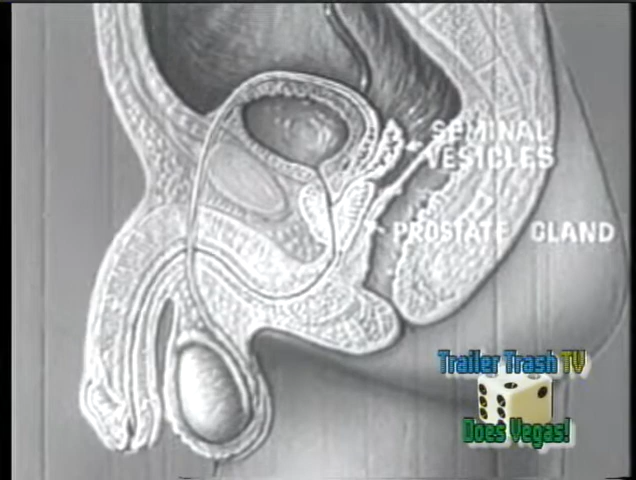 SEMINAL
VESICLES
PROSTATE GLAND
Trailer Trash TV
Does Vegas!